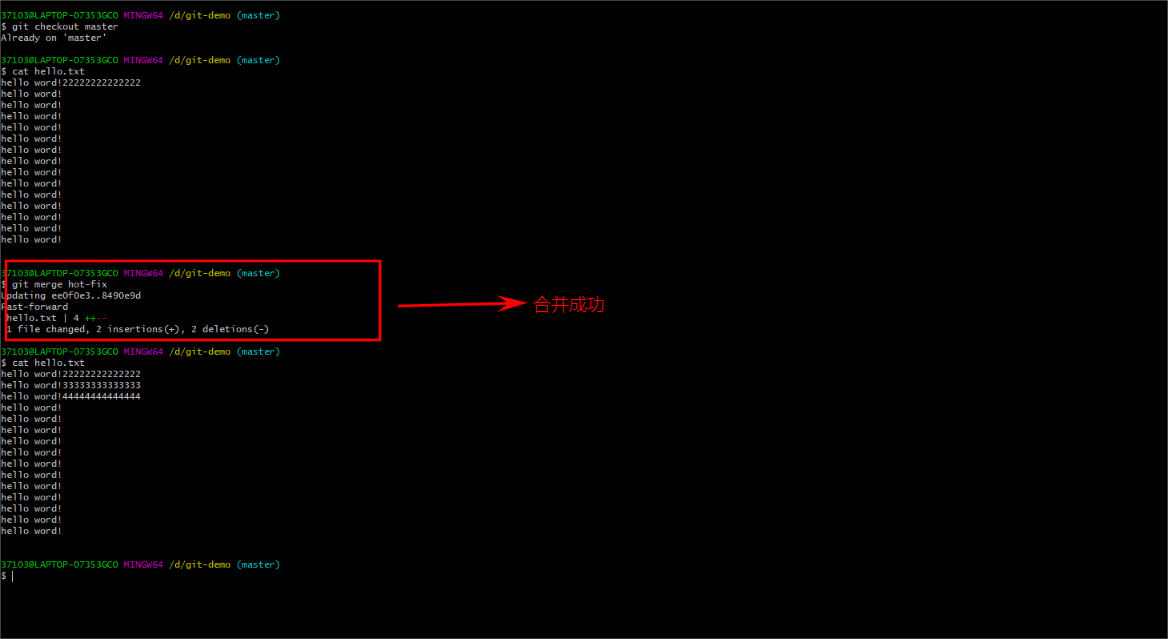 37103@LAPTOP-07353GCO MINGW64 /d/git-demo (master)
$ git checkout master
Already on 'master'
37103@LAPTOP-07353GCO MINGW64 /d/git-demo (master)
$ cat hello.txt
hello word!22222222222222
hello word!
hello word!
hello word!
hello word!
hello word!
hello word!
hello word!
hello word!
hello word!
hello word!
hello word!
hello word!
hello word!
hello word!
37103@LAPTOP-07353GCO MINGW64 /d/git-demo (master)
$ git merge hot-fix
Updating ee0f0e3..8490e9d
Fast-forward
合并成功
hello.txt | 4 ++--
1 file changed, 2 insertions(+), 2 deletions(-)
37103@LAPTOP-07353GCO MINGW64 /d/git-demo (master)
$ cat hello.txt
hello word!22222222222222
hello word!33333333333333
hello word!44444444444444
hello word!
hello word!
hello word!
hello word!
hello word!
hello word!
hello word!
hello word!
hello word!
hello word!
hello word!
hello word!
37103@LAPTOP-07353GCO MINGW64 /d/git-demo (master)
$